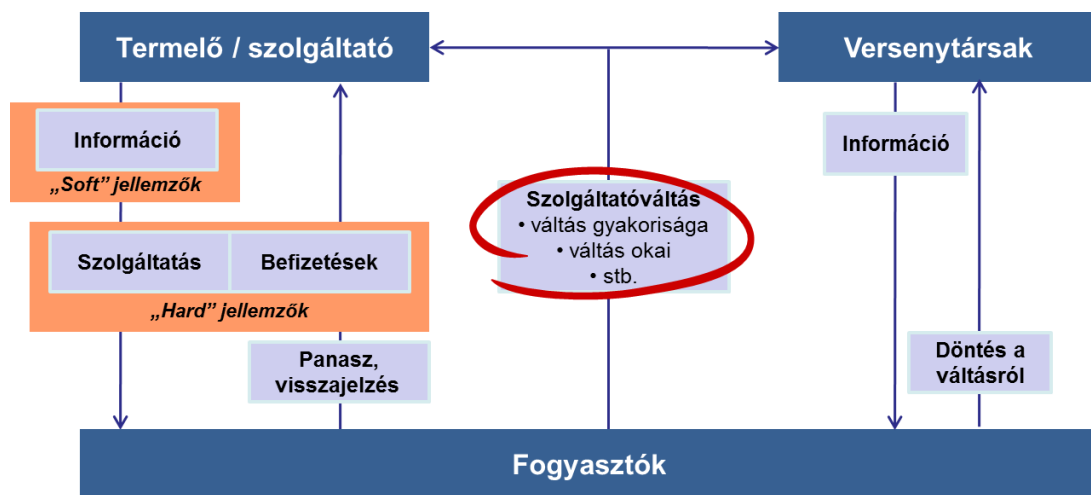 Termelő / szolgáltató
Versenytársak
Információ
„Soft” jellemzők
Szolgáltatás
Befizetések
„Hard” jellemzők
Panasz,
visszajelzés
Szolgáltatóváltás
• váltás gyakorisága
• váltás okai
• stb.
Információ
Döntés a
váltásról
Fogyasztók